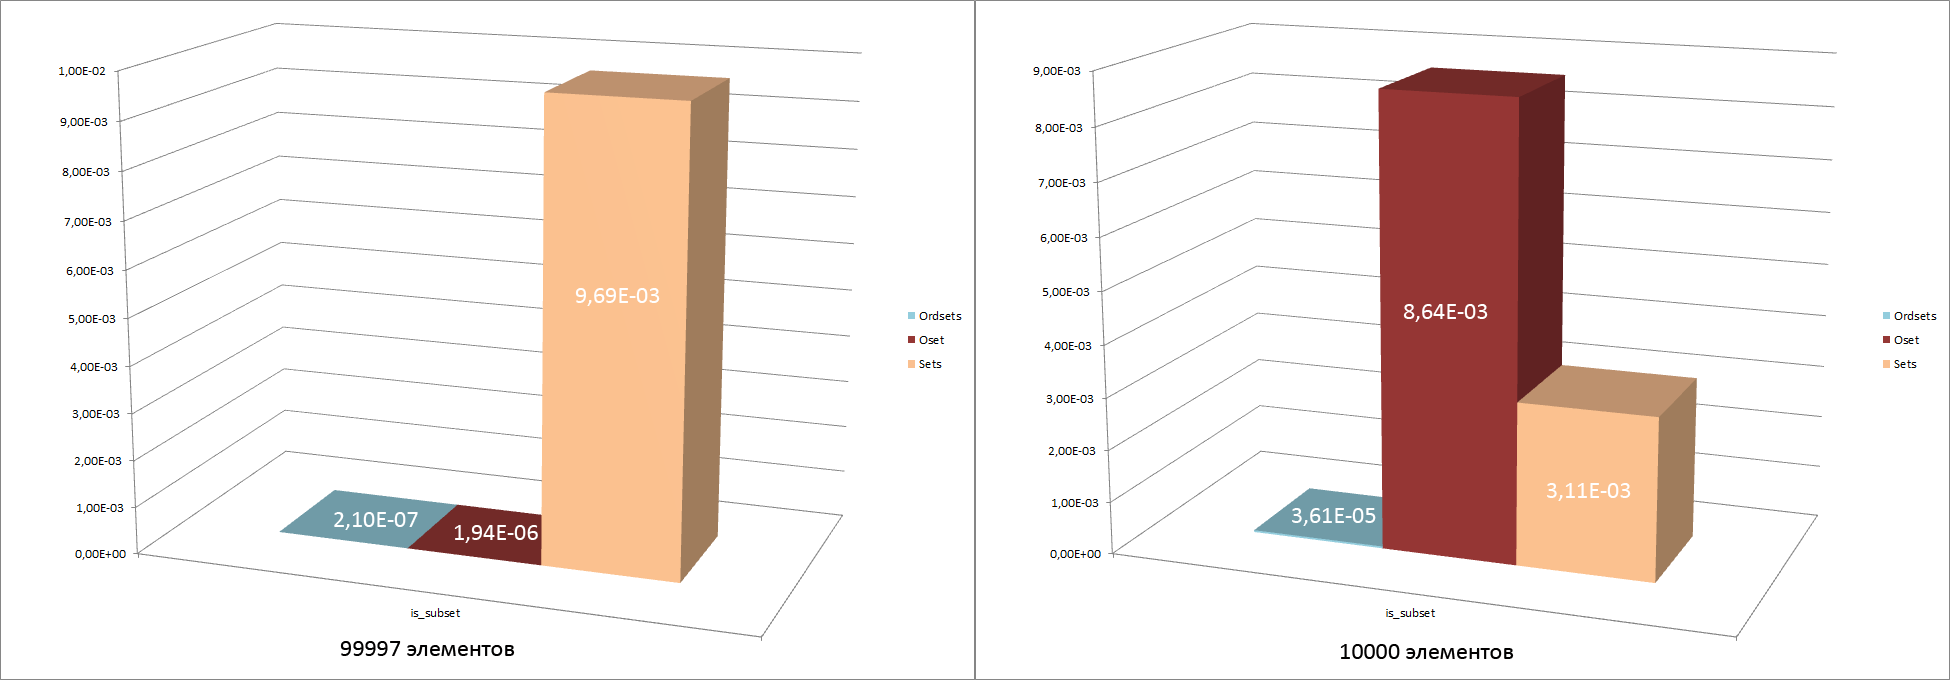 1,00E-02
9,00E-03
8,00E-03
7,00E-03
6,00E-03
5,00E-03
4,00E-03
3,00E-03
2,00E-03
1,00E-03
0,00E+00
9,69E-03
2,10E-07
1,94E-06
Ordsets
Oset
Sets
is_subset
99997 элементов
9,00E-03
8,00E-03
7,00E-03
6,00E-03
5,00E-03
4,00E-03
3,00E-03
2,00E-03
1,00E-03
0,00E+00
8,64E-03
3,11E-03
3,61E-05
Ordsets
Oset
Sets
is_subset
10000 элементов